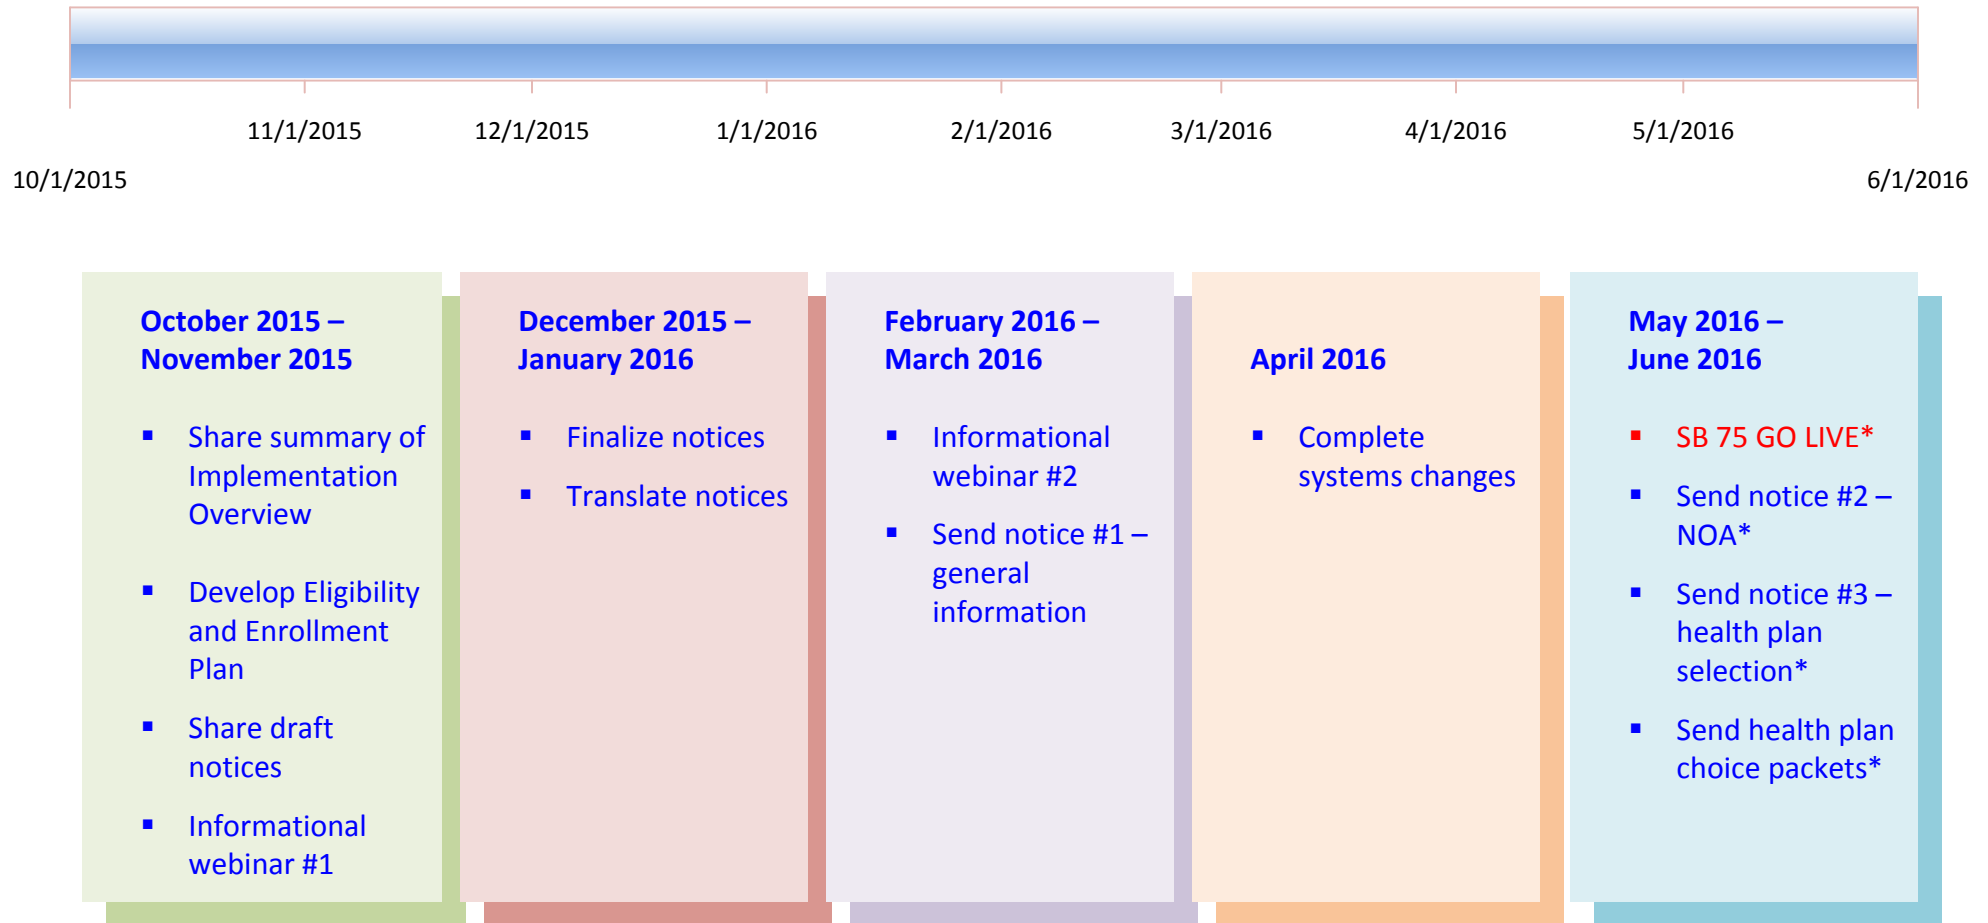 11/1/2015
12/1/2015
1/1/2016
2/1/2016
3/1/2016
4/1/2016
5/1/2016
10/1/2015
6/1/2016
October 2015 –
November 2015
▪ Share summary of
Implementation
Overview
▪ Develop Eligibility
and Enrollment
Plan
▪ Share draft
notices
▪ Informational
webinar #1
December 2015 –
January 2016
▪ Finalize notices
▪ Translate notices
February 2016 –
March 2016
▪ Informational
webinar #2
▪ Send notice #1 –
general
information
April 2016
▪ Complete
systems changes
May 2016 –
June 2016
▪ SB 75 GO LIVE*
▪ Send notice #2 –
NOA*
▪ Send notice #3 –
health plan
selection*
▪ Send health plan
choice packets*